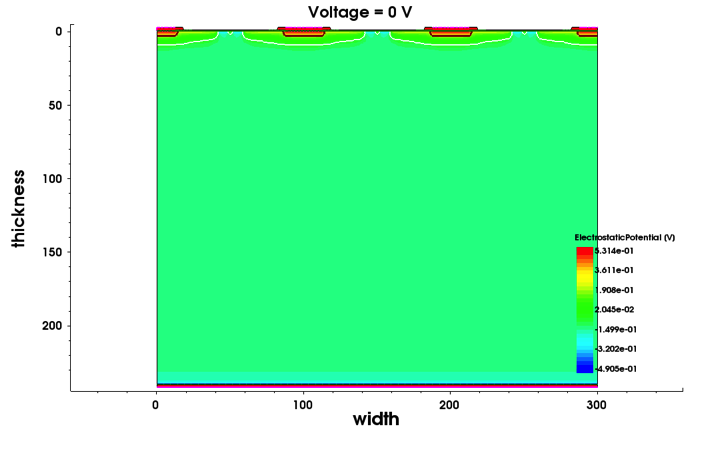 Voltage = 0 V
0
50
100
150
200
thickness
ElectrostaticPotential (V)
5.314e-01
3.611e-01
1.908e-01
2.045e-02
-1.499e-01
-3.202e-01
-4.905e-01
0
100
200
300
width